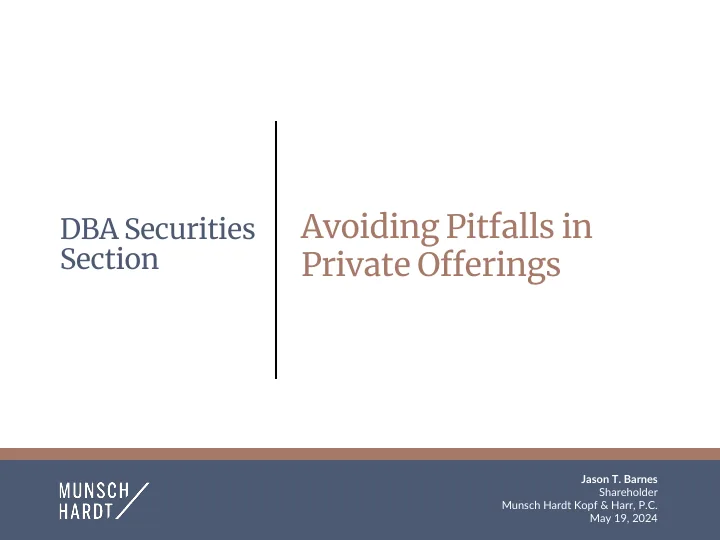 DBA Securities
Section
Avoiding Pitfalls in
Private Offerings
MUNSCH
HARDT
Jason T. Barnes
Shareholder
Munsch Hardt Kopf & Harr, P.C.
May 19, 2024